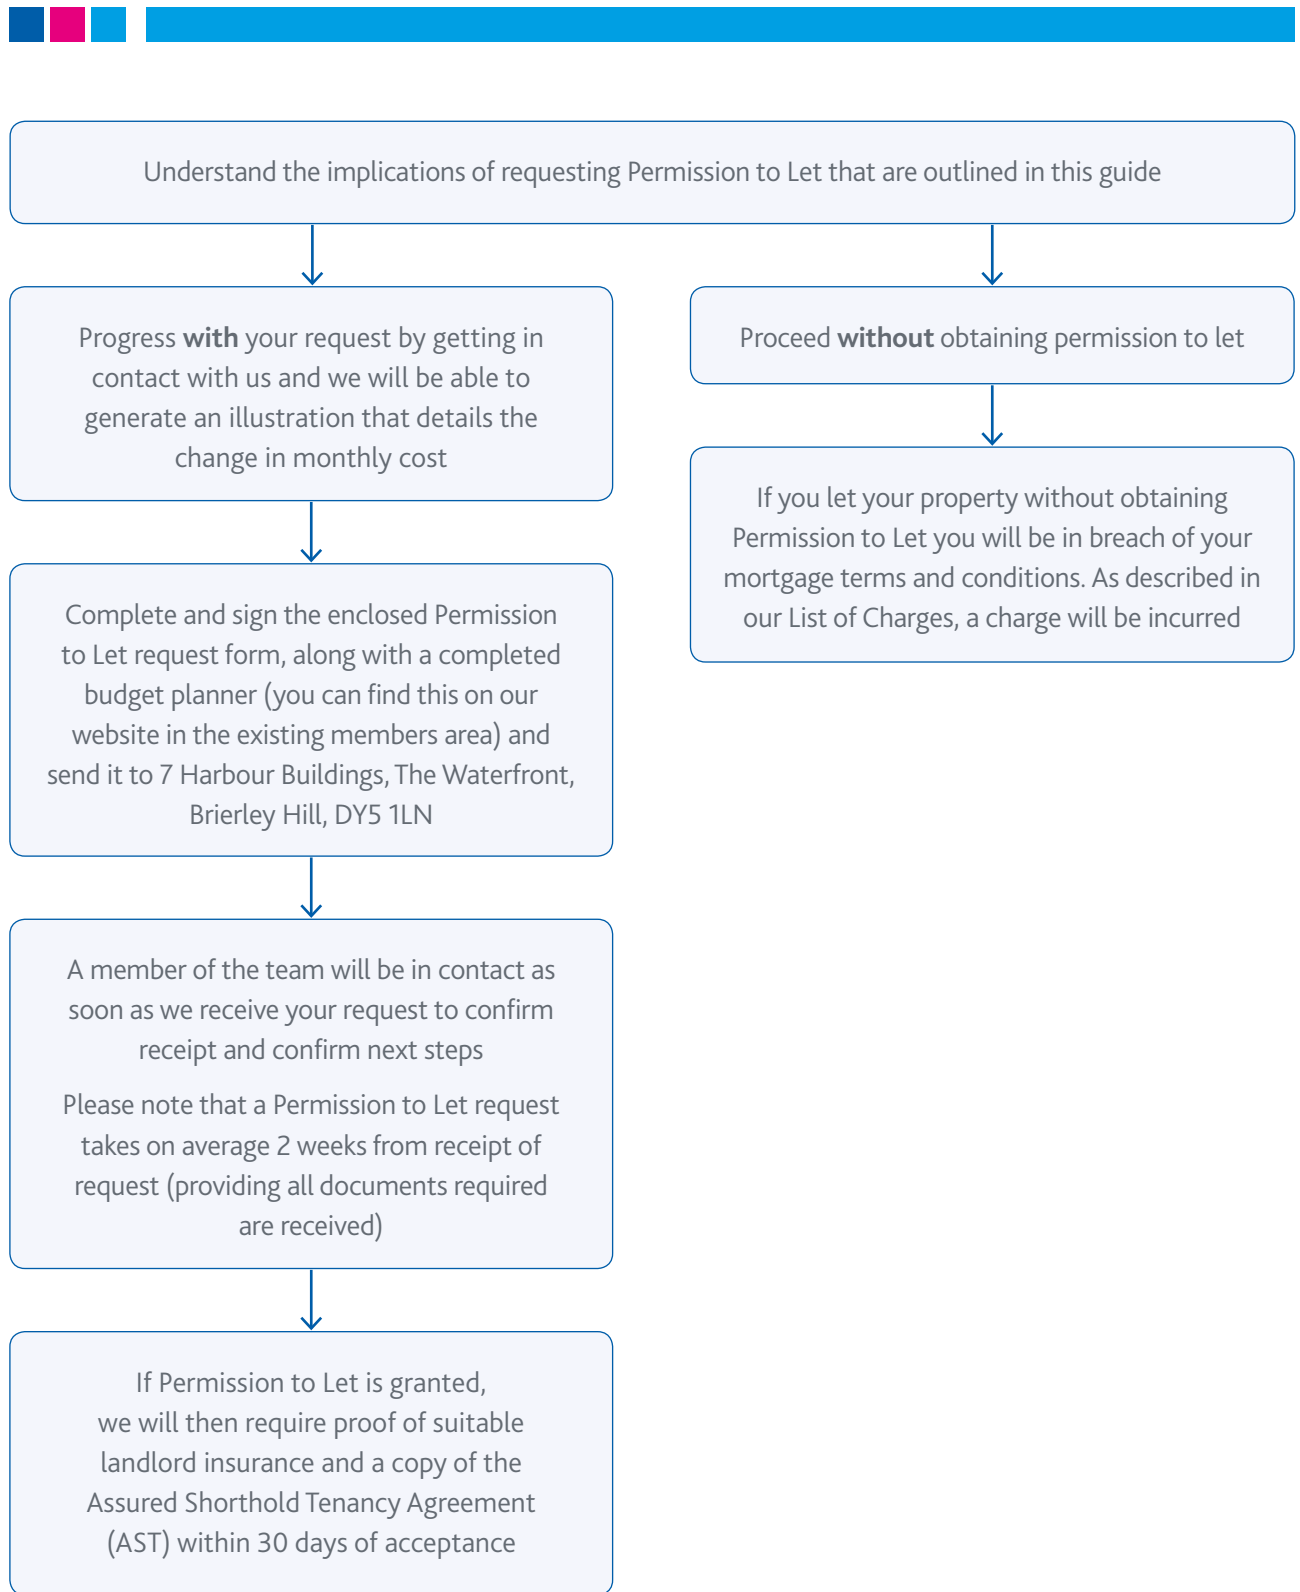 Understand the implications of requesting Permission to Let that are outlined in this guide
Progress with your request by getting in
contact with us and we will be able to
generate an illustration that details the
change in monthly cost
Complete and sign the enclosed Permission
to Let request form, along with a completed
budget planner (you can find this on our
website in the existing members area) and
send it to 7 Harbour Buildings, The Waterfront,
Brierley Hill, DY5 1LN
A member of the team will be in contact as
soon as we receive your request to confirm
receipt and confirm next steps
Please note that a Permission to Let request
takes on average 2 weeks from receipt of
request (providing all documents required
are received)
If Permission to Let is granted,
we will then require proof of suitable
landlord insurance and a copy of the
Assured Shorthold Tenancy Agreement
(AST) within 30 days of acceptance
Proceed without obtaining permission to let
If you let your property without obtaining
Permission to Let you will be in breach of your
mortgage terms and conditions. As described in
our List of Charges, a charge will be incurred